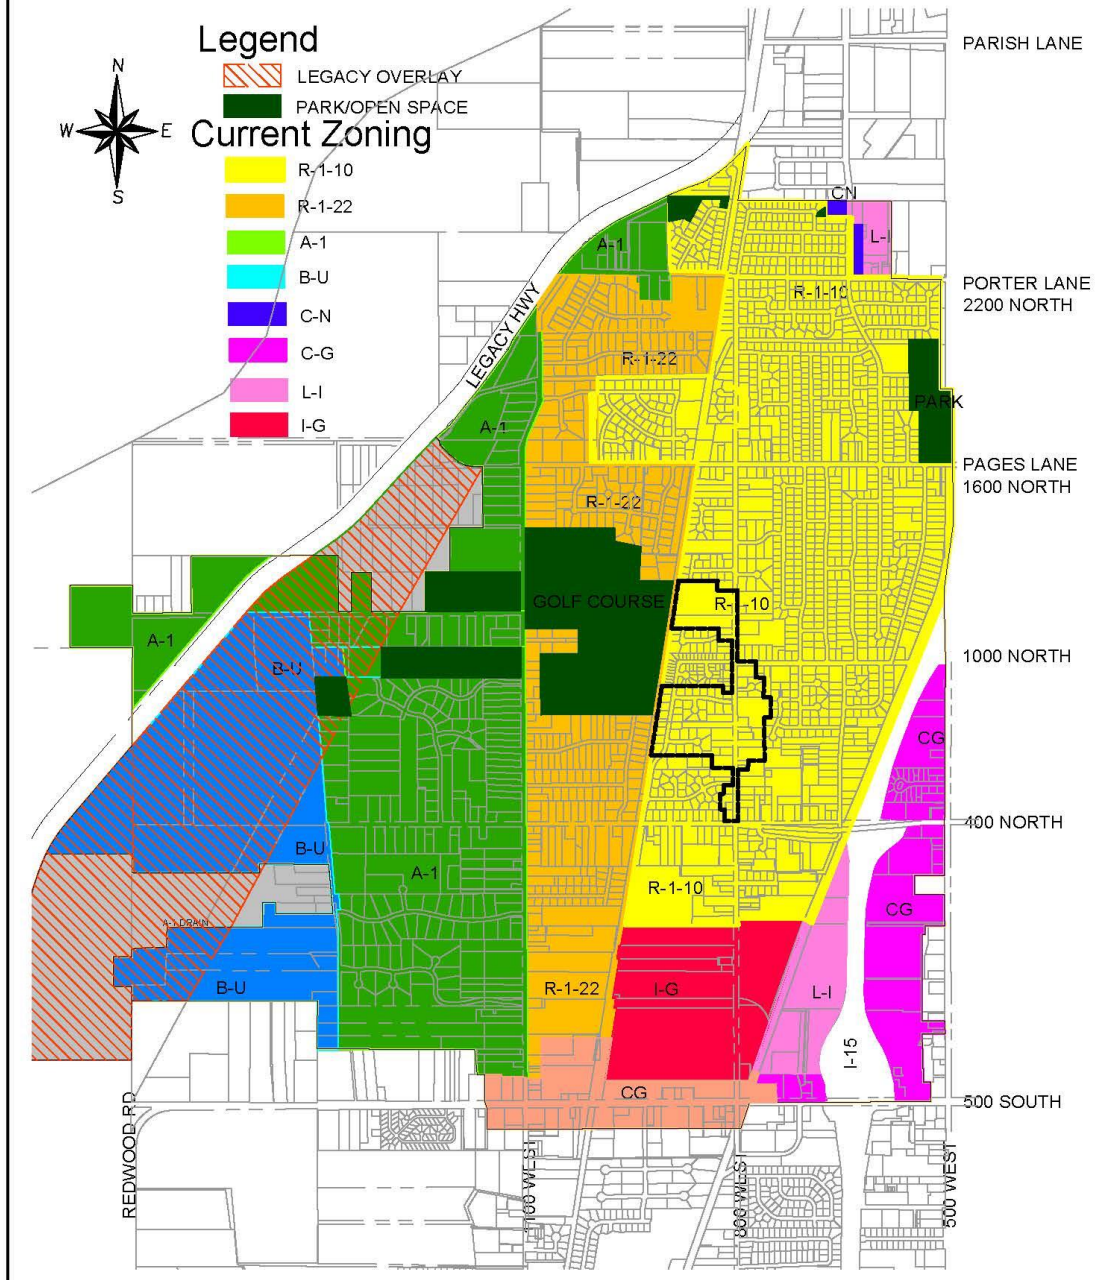 Legend
LEGACY OVERLAY
PARK/OPEN SPACE
Current Zoning
R-1-10
R-1-22
A-1
B-U
C-N
C-G
L-I
I-G
N
W
E
S
PARISH LANE
CN
L-I
A-1
PORTER LANE
2200 NORTH
R-1-10
LEGACY HWY
R-1-22
PARK
A-1
PAGES LANE
1600 NORTH
R-1-22
GOLF COURSE
R-1-10
A-1
1000 NORTH
B-U
CG
400 NORTH
B-U
A-1
R-1-10
CG
A-1 DRAIN
B-U
R-1-22
I-G
L-I
I-15
CG
500 SOUTH
REDWOOD RD
1100 WEST
800 WEST
500 WEST